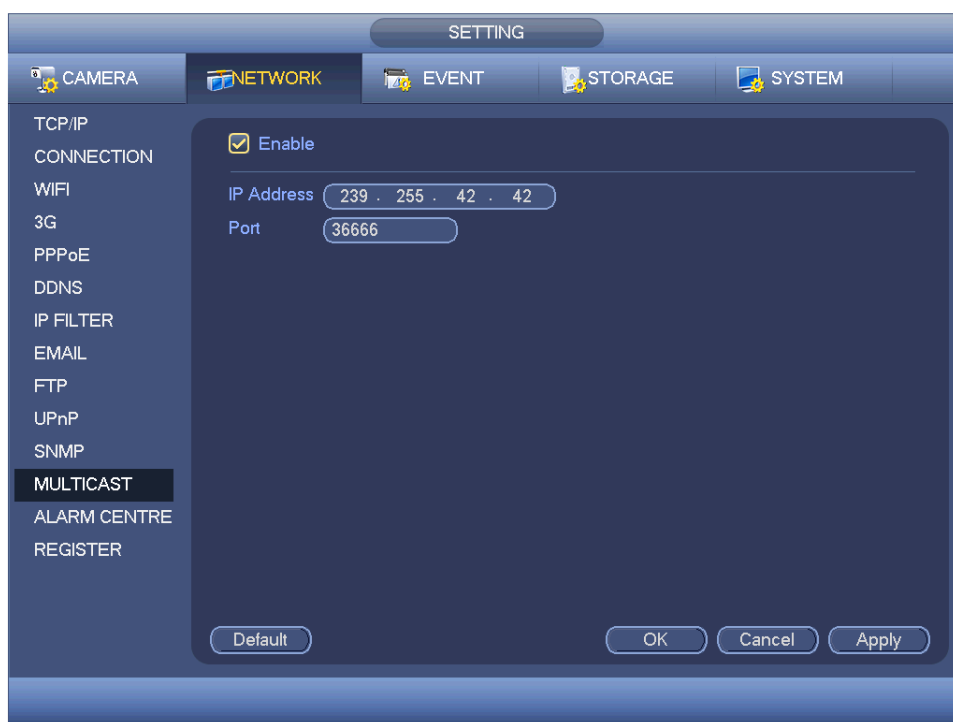 SETTING
CAMERA NETWORK EVENT STORAGE SYSTEM
TCP/IP
CONNECTION
WIFI
3G
PPPoE
DDNS
IP FILTER
EMAIL
FTP
UPnP
SNMP
MULTICAST
ALARM CENTRE
REGISTER
Enable
IP Address 239 . 255 . 42 . 42
Port 36666
Default OK Cancel Apply